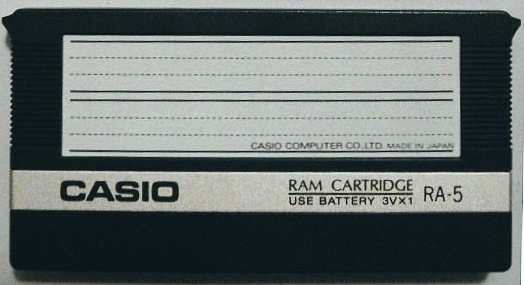 CASIO COMPUTER CO.,LTD. MADE IN JAPAN
CASIO
RAM CARTRIDGE
USE BATTERY 3V×1
RA-5